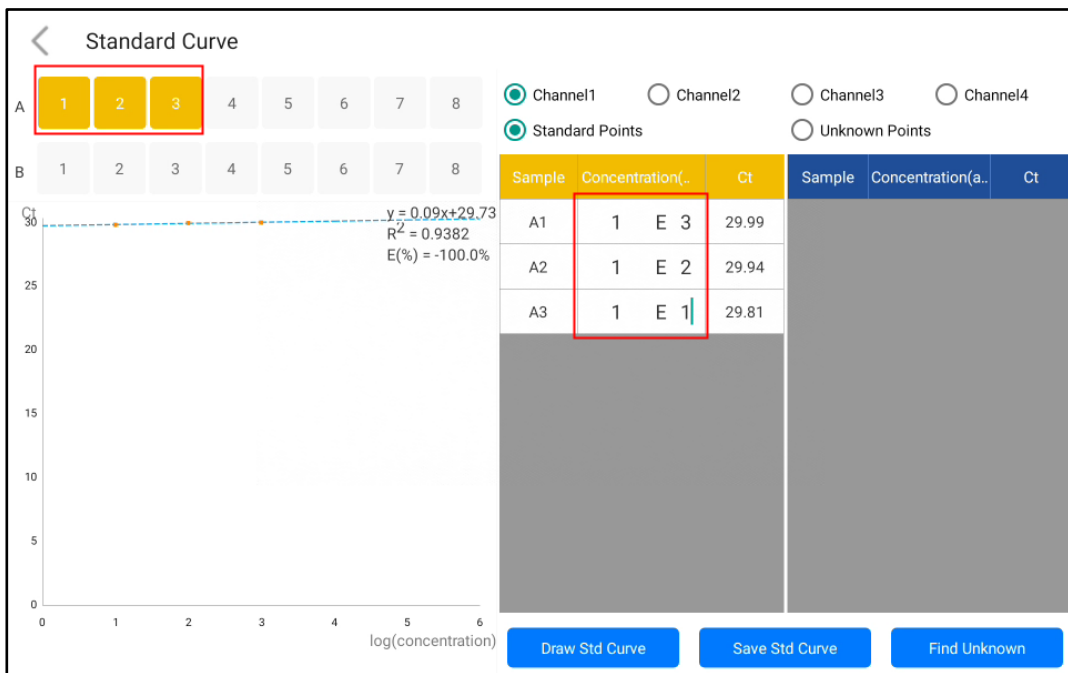 Standard Curve
A 1 2 3 4 5 6 7 8
B 1 2 3 4 5 6 7 8
Channel1 Channel2 Channel3 Channel4
Standard Points Unknown Points
Sample Concentration(.. Ct Sample Concentration(a.. Ct
A1 1 E 3 29.99
A2 1 E 2 29.94
A3 1 E 1 29.81
Ct
y = 0.09x+29.73
R² = 0.9382
E(%) = -100.0%
30
25
20
15
10
5
0
0 1 2 3 4 5 6
log(concentration)
Draw Std Curve Save Std Curve Find Unknown